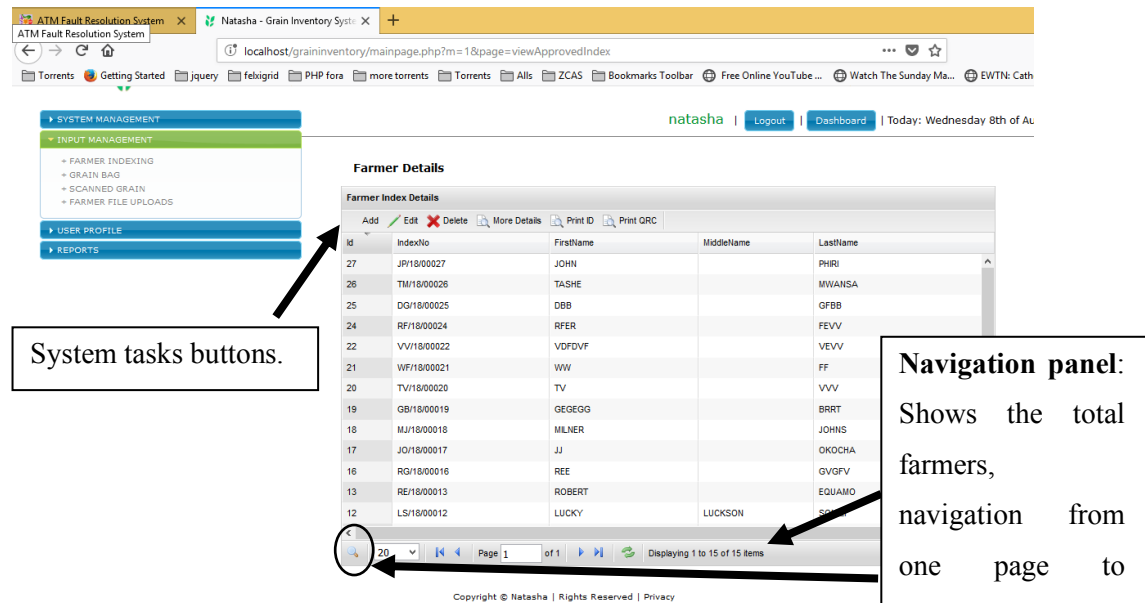 ATM Fault Resolution System
Natasha - Grain Inventory Syste
ATM Fault Resolution System
localhost/graininventory/mainpage.php?m=1&page=viewApprovedIndex
Torrents Getting Started jquery felxigrid PHP fora more torrents Torrents Alls ZCAS Bookmarks Toolbar Free Online YouTube ... Watch The Sunday Ma... EWTN: Cath
SYSTEM MANAGEMENT
natasha | Logout | Dashboard | Today: Wednesday 8th of Au
INPUT MANAGEMENT
+ FARMER INDEXING
+ GRAIN BAG
+ SCANNED GRAIN
+ FARMER FILE UPLOADS
USER PROFILE
REPORTS
Farmer Details
Farmer Index Details
Add Edit Delete More Details Print ID Print QRC
Id IndexNo FirstName MiddleName LastName
27 JP/18/00027 JOHN PHIRI
26 TM/18/00026 TASHE MWANSA
25 DG/18/00025 DBB GFBB
24 RF/18/00024 RFER FEVV
22 VV/18/00022 VDFDVF VEVV
21 WF/18/00021 WW FF
20 TV/18/00020 TV VVV
19 GB/18/00019 GEGEGG BRRT
18 MJ/18/00018 MILNER JOHNS
17 JO/18/00017 JJ OKOCHA
16 RG/18/00016 REE GVGFV
13 RE/18/00013 ROBERT EQUAMO
12 LS/18/00012 LUCKY LUCKSON
20 Page 1 of 1 Displaying 1 to 15 of 15 items
Copyright © Natasha | Rights Reserved | Privacy
System tasks buttons.
Navigation panel:
Shows the total
farmers,
navigation from
one page to